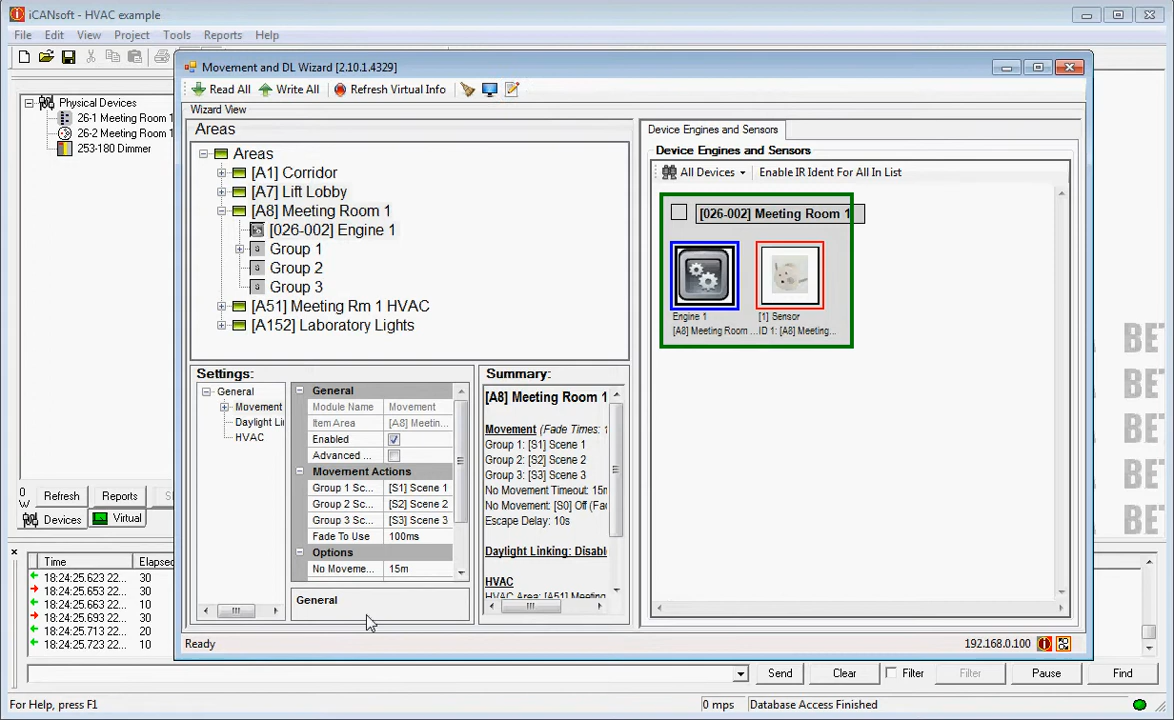 iCANsoft - HVAC example
File Edit View Project Tools Reports Help
Movement and DL Wizard [2.10.1.4329]
Read All Write All Refresh Virtual Info
Wizard View
Areas
Areas
[A1] Corridor
[A7] Lift Lobby
[A8] Meeting Room 1
[026-002] Engine 1
Group 1
Group 2
Group 3
[A51] Meeting Rm 1 HVAC
[A152] Laboratory Lights
Physical Devices
26-1 Meeting Room 1
26-2 Meeting Room 1
253-180 Dimmer
Device Engines and Sensors
Device Engines and Sensors
All Devices Enable IR Ident For All In List
[026-002] Meeting Room 1
Engine 1 [1] Sensor
[A8] Meeting Room ... ID 1: [A8] Meeting...
Settings:
General
Movement
Daylight Li
HVAC
General
Module Name Movement
Item Area [A8] Meetin...
Enabled
Advanced ...
Movement Actions
Group 1 Sc... [S1] Scene 1
Group 2 Sc... [S2] Scene 2
Group 3 Sc... [S3] Scene 3
Fade To Use 100ms
Options
No Moveme... 15m
General
Summary:
[A8] Meeting Room 1
Movement (Fade Times: 1
Group 1: [S1] Scene 1
Group 2: [S2] Scene 2
Group 3: [S3] Scene 3
No Movement Timeout: 15m
No Movement: [S0] Off (Fa
Escape Delay: 10s
Daylight Linking: Disabl
HVAC
HVAC Area: [A51] Meeting
0 W Refresh Reports
Devices Virtual
Time Elapsed
18:24:25.623 22... 30
18:24:25.653 22... 30
18:24:25.663 22... 10
18:24:25.693 22... 30
18:24:25.713 22... 20
18:24:25.723 22... 10
Ready 192.168.0.100
Send Clear Filter Filter Pause Find
For Help, press F1 0 mps Database Access Finished
BET
BET
BET
BET
BET